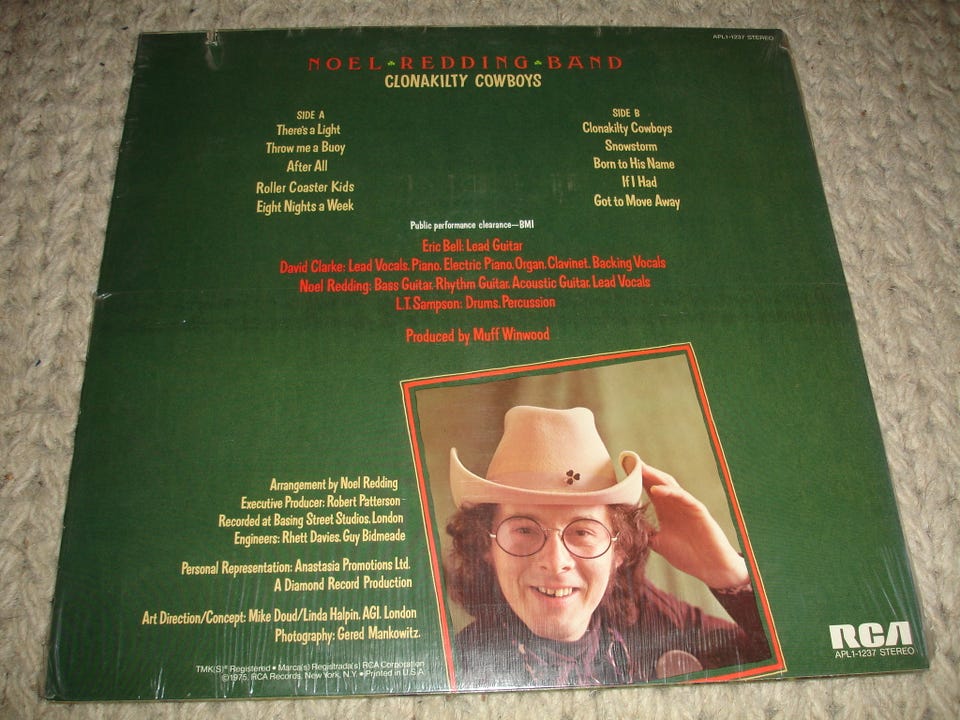 APL1-1237 STEREO
NOEL REDDING BAND
CLONAKILTY COWBOYS
SIDE A
There's a Light
Throw me a Buoy
After All
Roller Coaster Kids
Eight Nights a Week
SIDE B
Clonakilty Cowboys
Snowstorm
Born to His Name
If I Had
Got to Move Away
Public performance clearance—BMI
Eric Bell: Lead Guitar
David Clarke: Lead Vocals. Piano. Electric Piano. Organ. Clavinet. Backing Vocals
Noel Redding: Bass Guitar. Rhythm Guitar. Acoustic Guitar. Lead Vocals
L.T. Sampson: Drums. Percussion
Produced by Muff Winwood
Arrangement by Noel Redding
Executive Producer: Robert Patterson
Recorded at Basing Street Studios. London
Engineers: Rhett Davies. Guy Bidmeade
Personal Representation: Anastasia Promotions Ltd.
A Diamond Record Production
Art Direction/Concept: Mike Doud/Linda Halpin. AGI. London
Photography: Gered Mankowitz.
TMK(S)® Registered • Marca(s) Registrada(s) RCA Corporation
©1975, RCA Records, New York, N.Y. • Printed in U.S.A
RCA
APL1-1237 STEREO